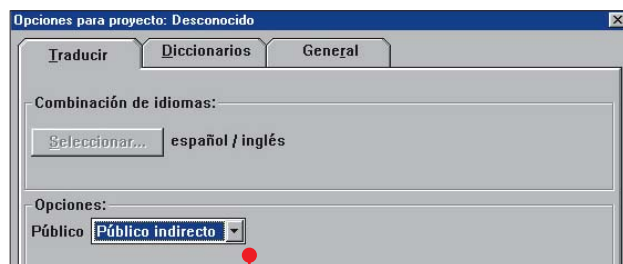 Opciones para proyecto: Desconocido
Traducir Diccionarios General
Combinación de idiomas:
Seleccionar... español / inglés
Opciones:
Público Público indirecto